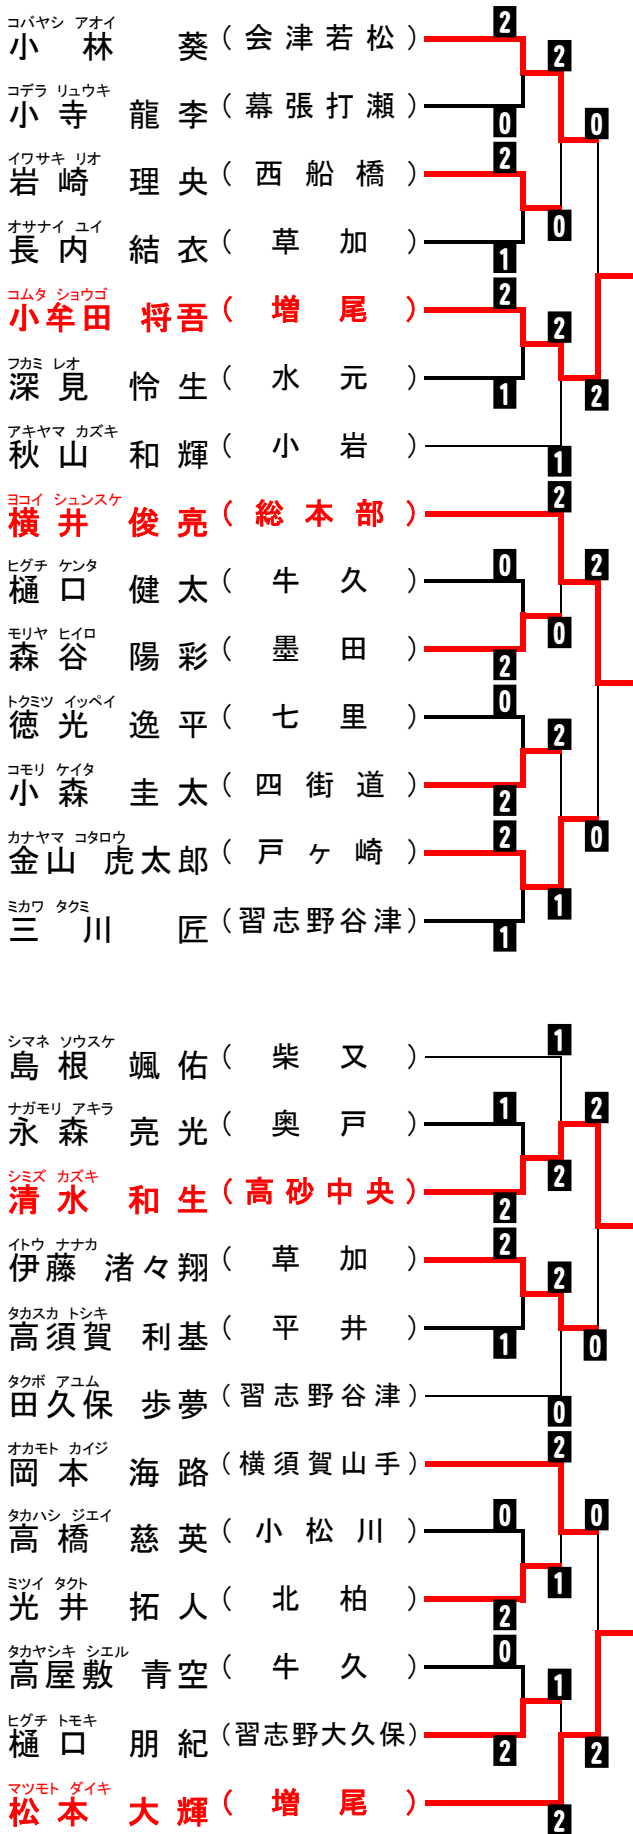 コバヤシ アオイ
小林 葵 (会津若松)
2
2
コデラ リュウキ
小寺 龍李 (幕張打瀬)
0
0
イワサキ リオ
岩崎 理央 (西船橋)
2
0
オサナイ ユイ
長内 結衣 (草加)
1
コムタ ショウゴ
小牟田 将吾 (増尾)
2
2
フカミ レオ
深見 怜生 (水元)
1
2
アキヤマ カズキ
秋山 和輝 (小岩)
1
ヨコイ シュンスケ
横井 俊亮 (総本部)
2
ヒグチ ケンタ
樋口 健太 (牛久)
0
2
モリヤ ヒイロ
森谷 陽彩 (墨田)
2
0
トクミツ イッペイ
徳光 逸平 (七里)
0
2
コモリ ケイタ
小森 圭太 (四街道)
2
カナヤマ コタロウ
金山 虎太郎 (戸ヶ崎)
2
0
ミカワ タクミ
三川 匠 (習志野谷津)
1
1
シマネ ソウスケ
島根 颯佑 (柴又)
1
ナガモリ アキラ
永森 亮光 (奥戸)
1
2
シミズ カズキ
清水 和生 (高砂中央)
2
2
イトウ ナナカ
伊藤 渚々翔 (草加)
2
2
タカスカ トシキ
高須賀 利基 (平井)
1
0
タクボ アユム
田久保 歩夢 (習志野谷津)
0
オカモト カイジ
岡本 海路 (横須賀山手)
2
タカハシ ジエイ
高橋 慈英 (小松川)
0
0
ミツイ タクト
光井 拓人 (北柏)
2
1
タカヤシキ シエル
高屋敷 青空 (牛久)
0
1
ヒグチ トモキ
樋口 朋紀 (習志野大久保)
2
2
マツモト ダイキ
松本 大輝 (増尾)
2